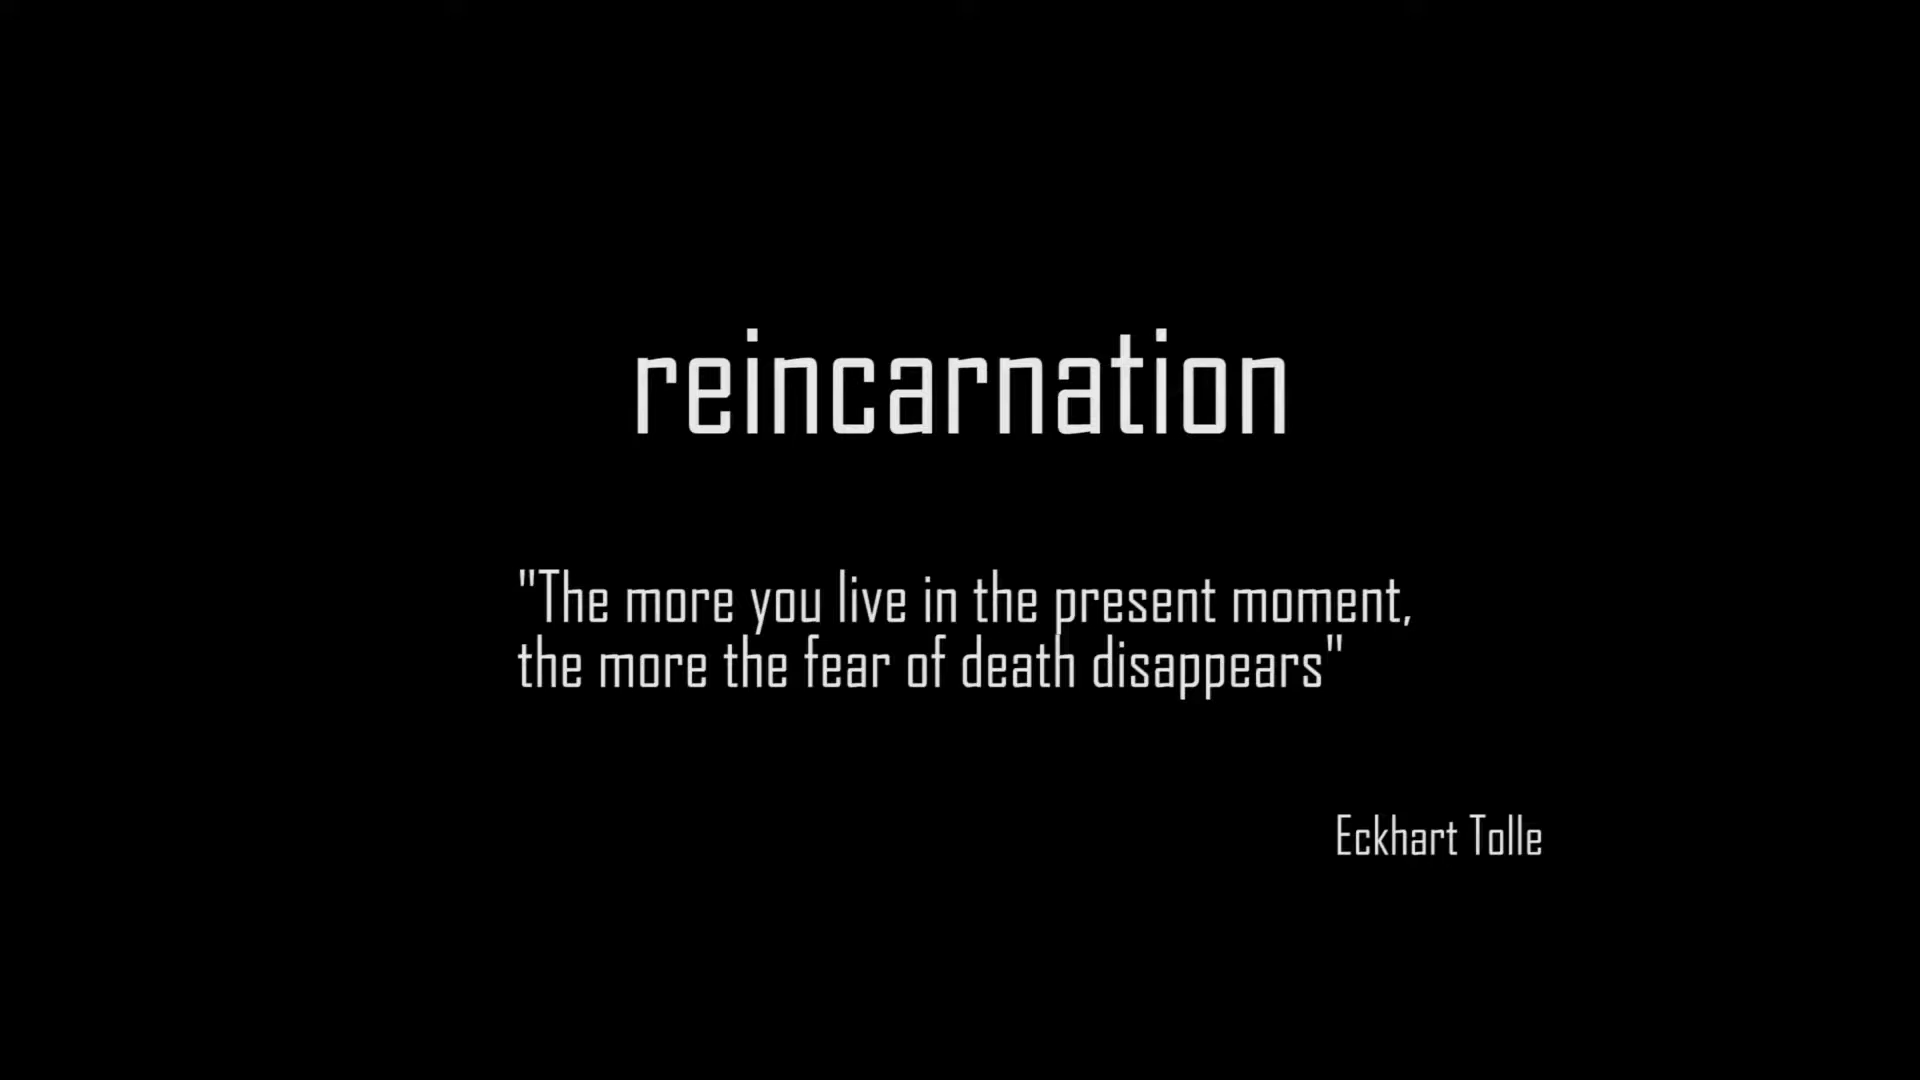 reincarnation
"The more you live in the present moment,
the more the fear of death disappears"
Eckhart Tolle